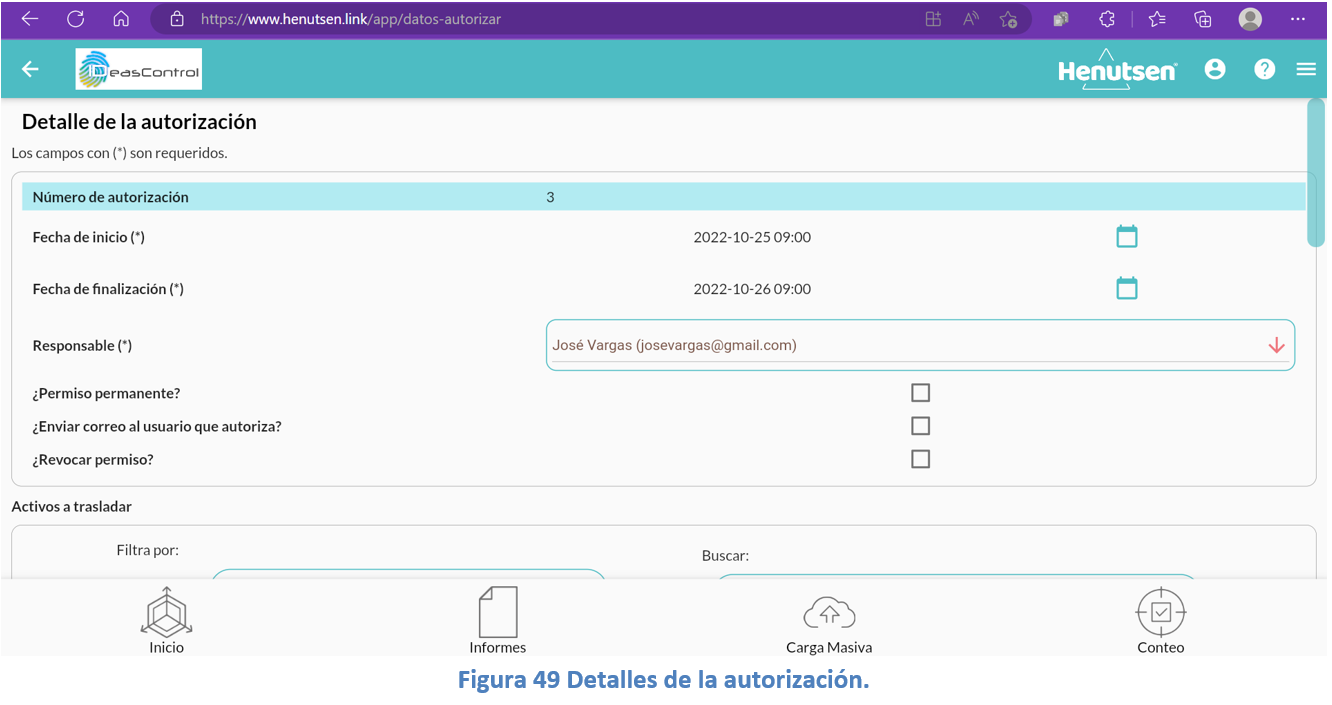 https://www.henutsen.link/app/datos-autorizar
IDeasControl
Henutsen
Detalle de la autorización
Los campos con (*) son requeridos.
Número de autorización 3
Fecha de inicio (*) 2022-10-25 09:00
Fecha de finalización (*) 2022-10-26 09:00
Responsable (*) José Vargas (josevargas@gmail.com)
¿Permiso permanente?
¿Enviar correo al usuario que autoriza?
¿Revocar permiso?
Activos a trasladar
Filtra por: Buscar:
Inicio Informes Carga Masiva Conteo
Figura 49 Detalles de la autorización.